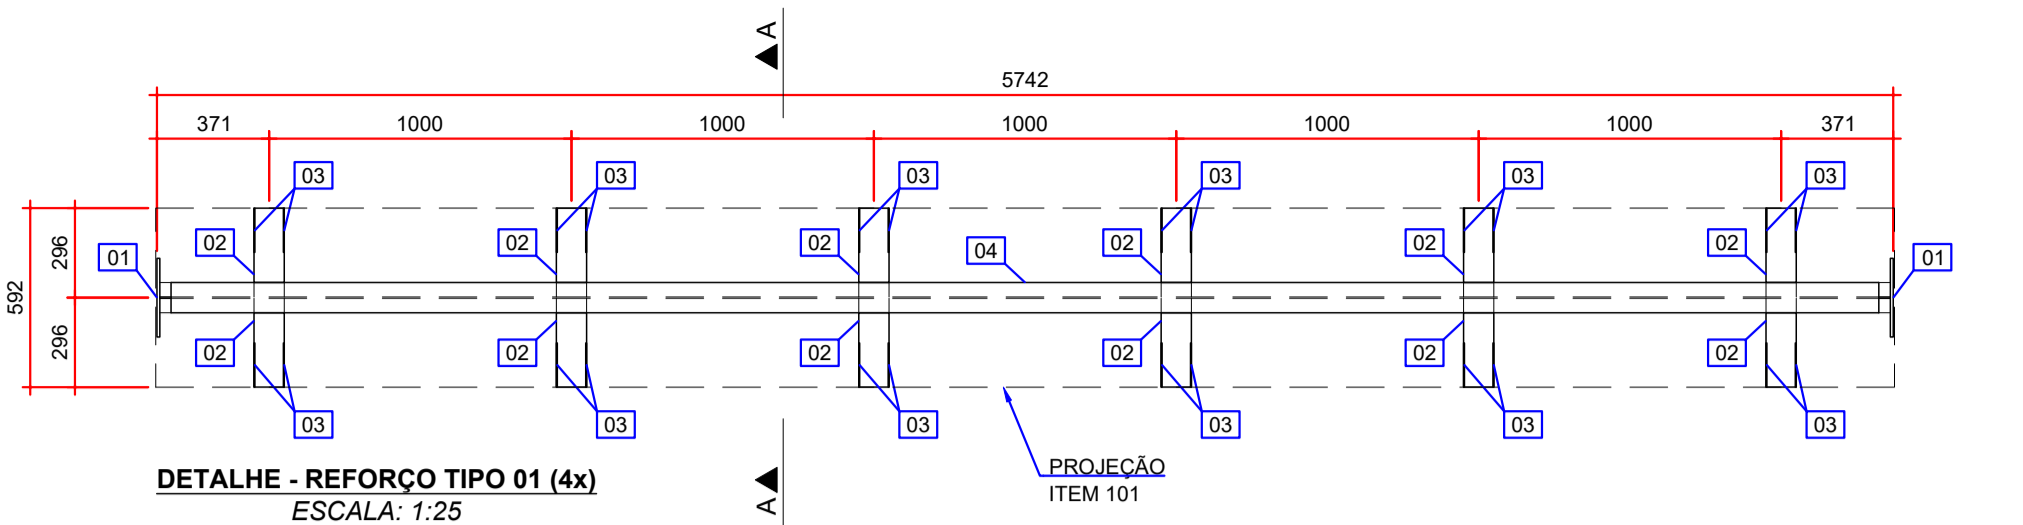 A
5742
371 1000 1000 1000 1000 1000 371
03 03 03 03 03 03
02 02 02 04 02 02 02
01 01
296
592
296
02 02 02 02 02 02
03 03 03 03 03 03
PROJEÇÃO
ITEM 101
DETALHE - REFORÇO TIPO 01 (4x)
ESCALA: 1:25
A